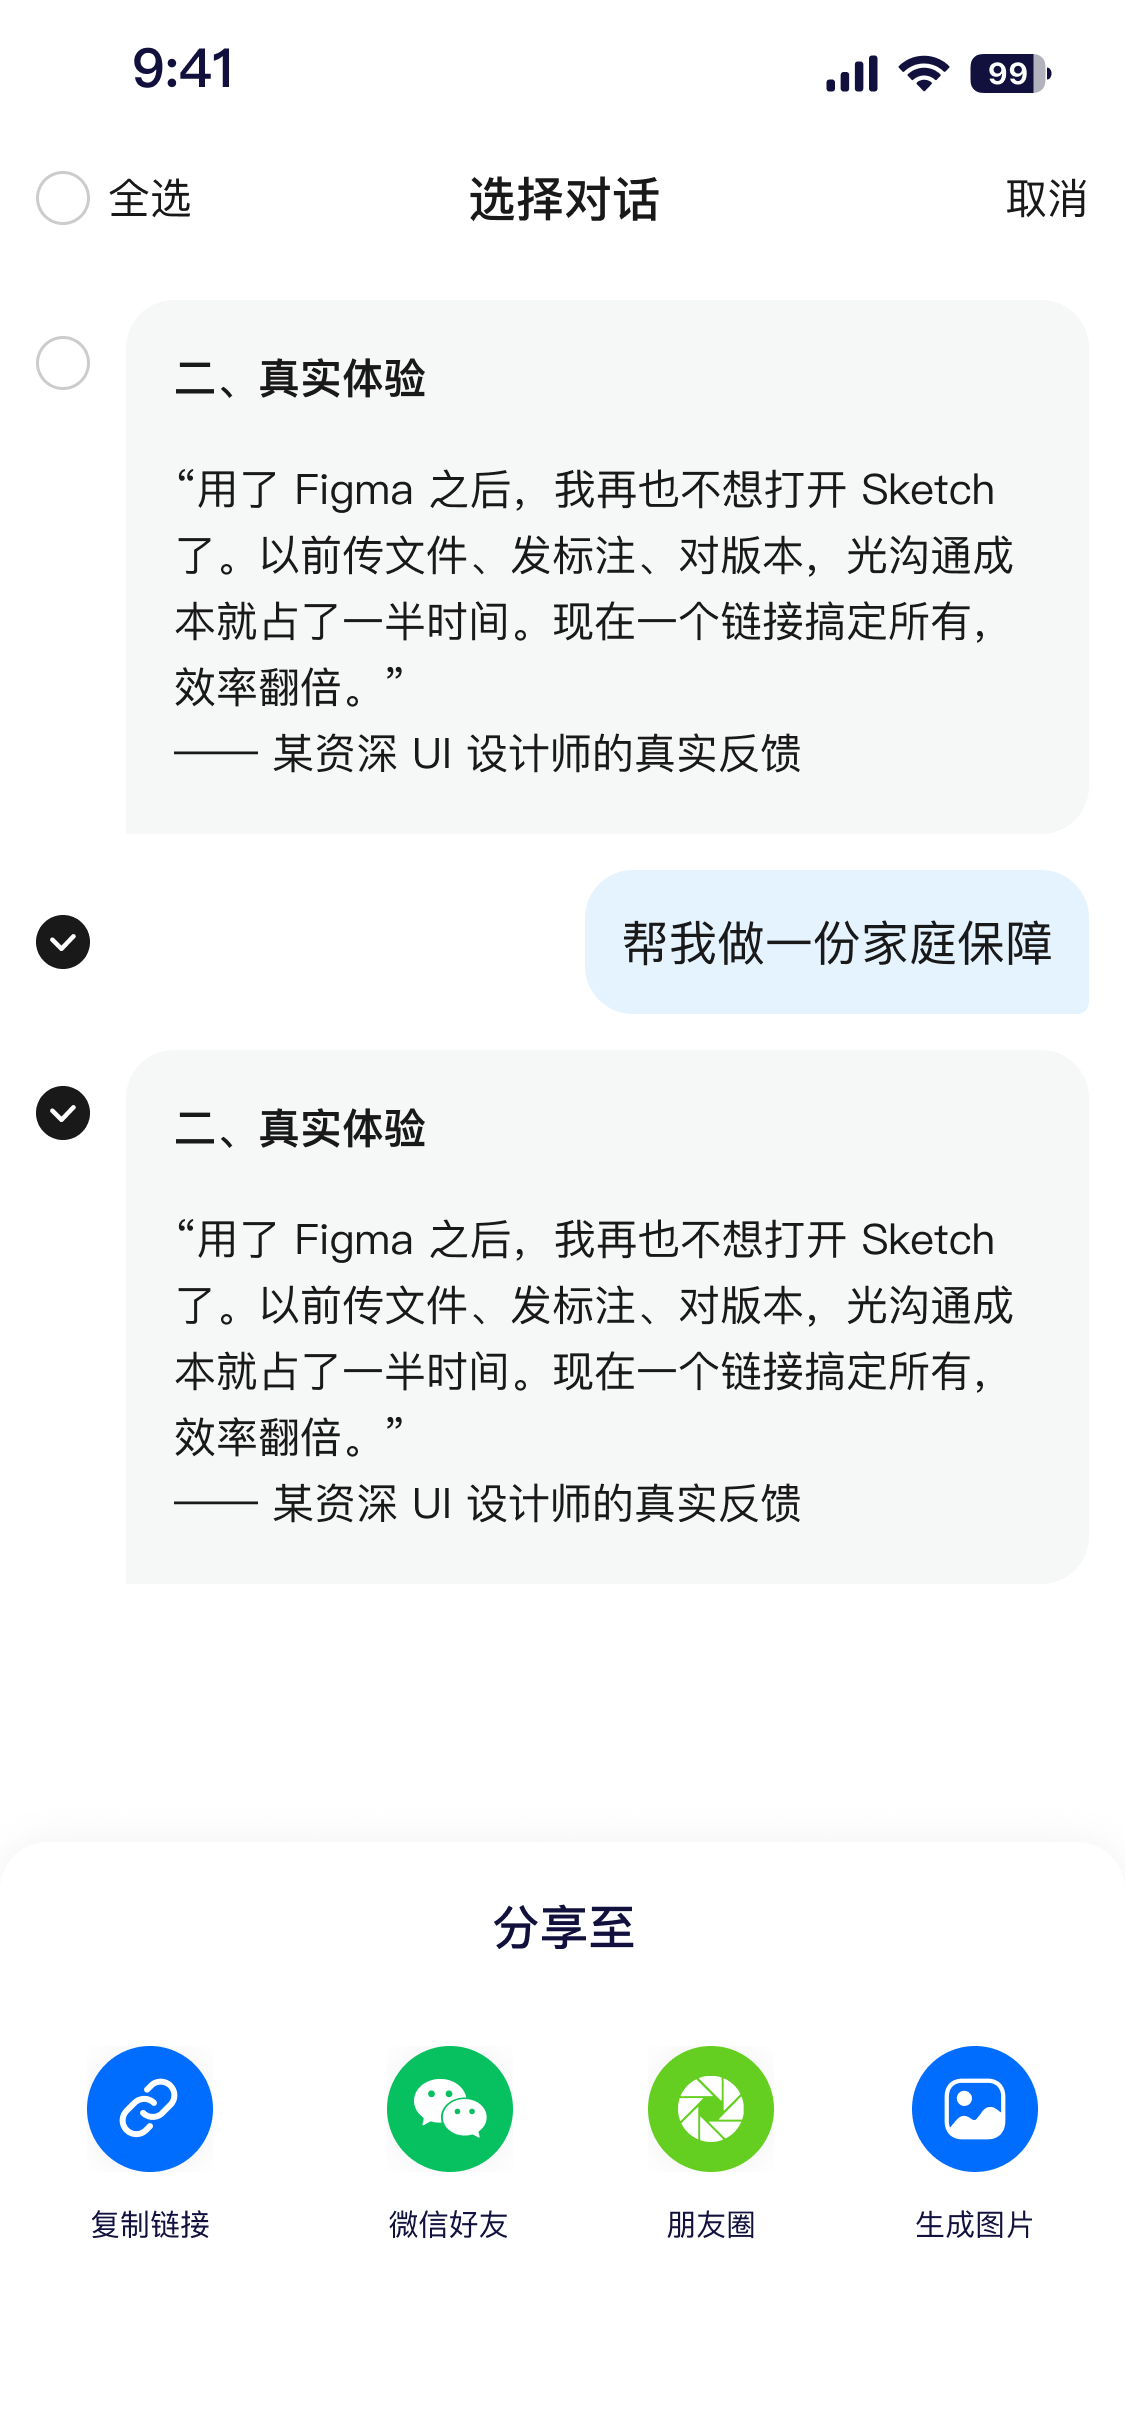 9:41
99
全选
选择对话
取消
二、真实体验
“用了 Figma 之后，我再也不想打开 Sketch
了。以前传文件、发标注、对版本，光沟通成
本就占了一半时间。现在一个链接搞定所有，
效率翻倍。”
—— 某资深 UI 设计师的真实反馈
帮我做一份家庭保障
二、真实体验
“用了 Figma 之后，我再也不想打开 Sketch
了。以前传文件、发标注、对版本，光沟通成
本就占了一半时间。现在一个链接搞定所有，
效率翻倍。”
—— 某资深 UI 设计师的真实反馈
分享至
复制链接
微信好友
朋友圈
生成图片